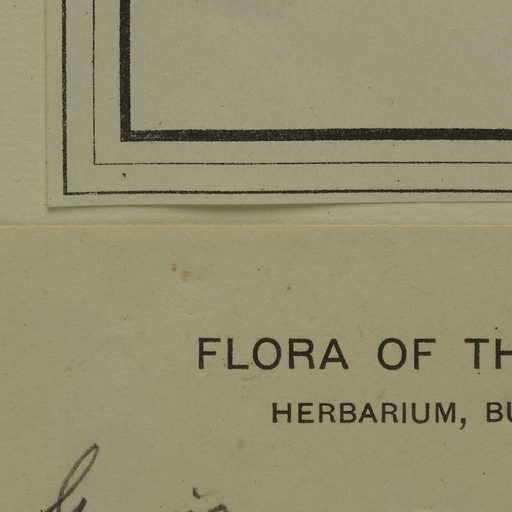 FLORA OF TH
HERBARIUM, BU